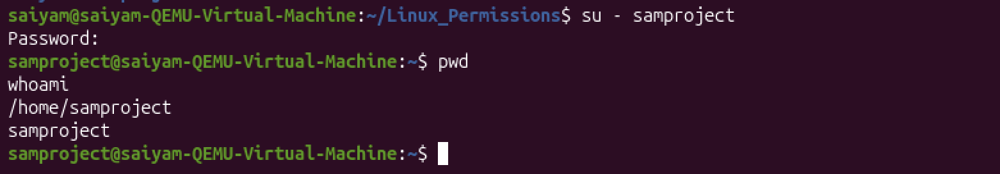 saiyam@saiyam-QEMU-Virtual-Machine:~/Linux_Permissions$ su - samproject
Password:
samproject@saiyam-QEMU-Virtual-Machine:~$ pwd
whoami
/home/samproject
samproject
samproject@saiyam-QEMU-Virtual-Machine:~$